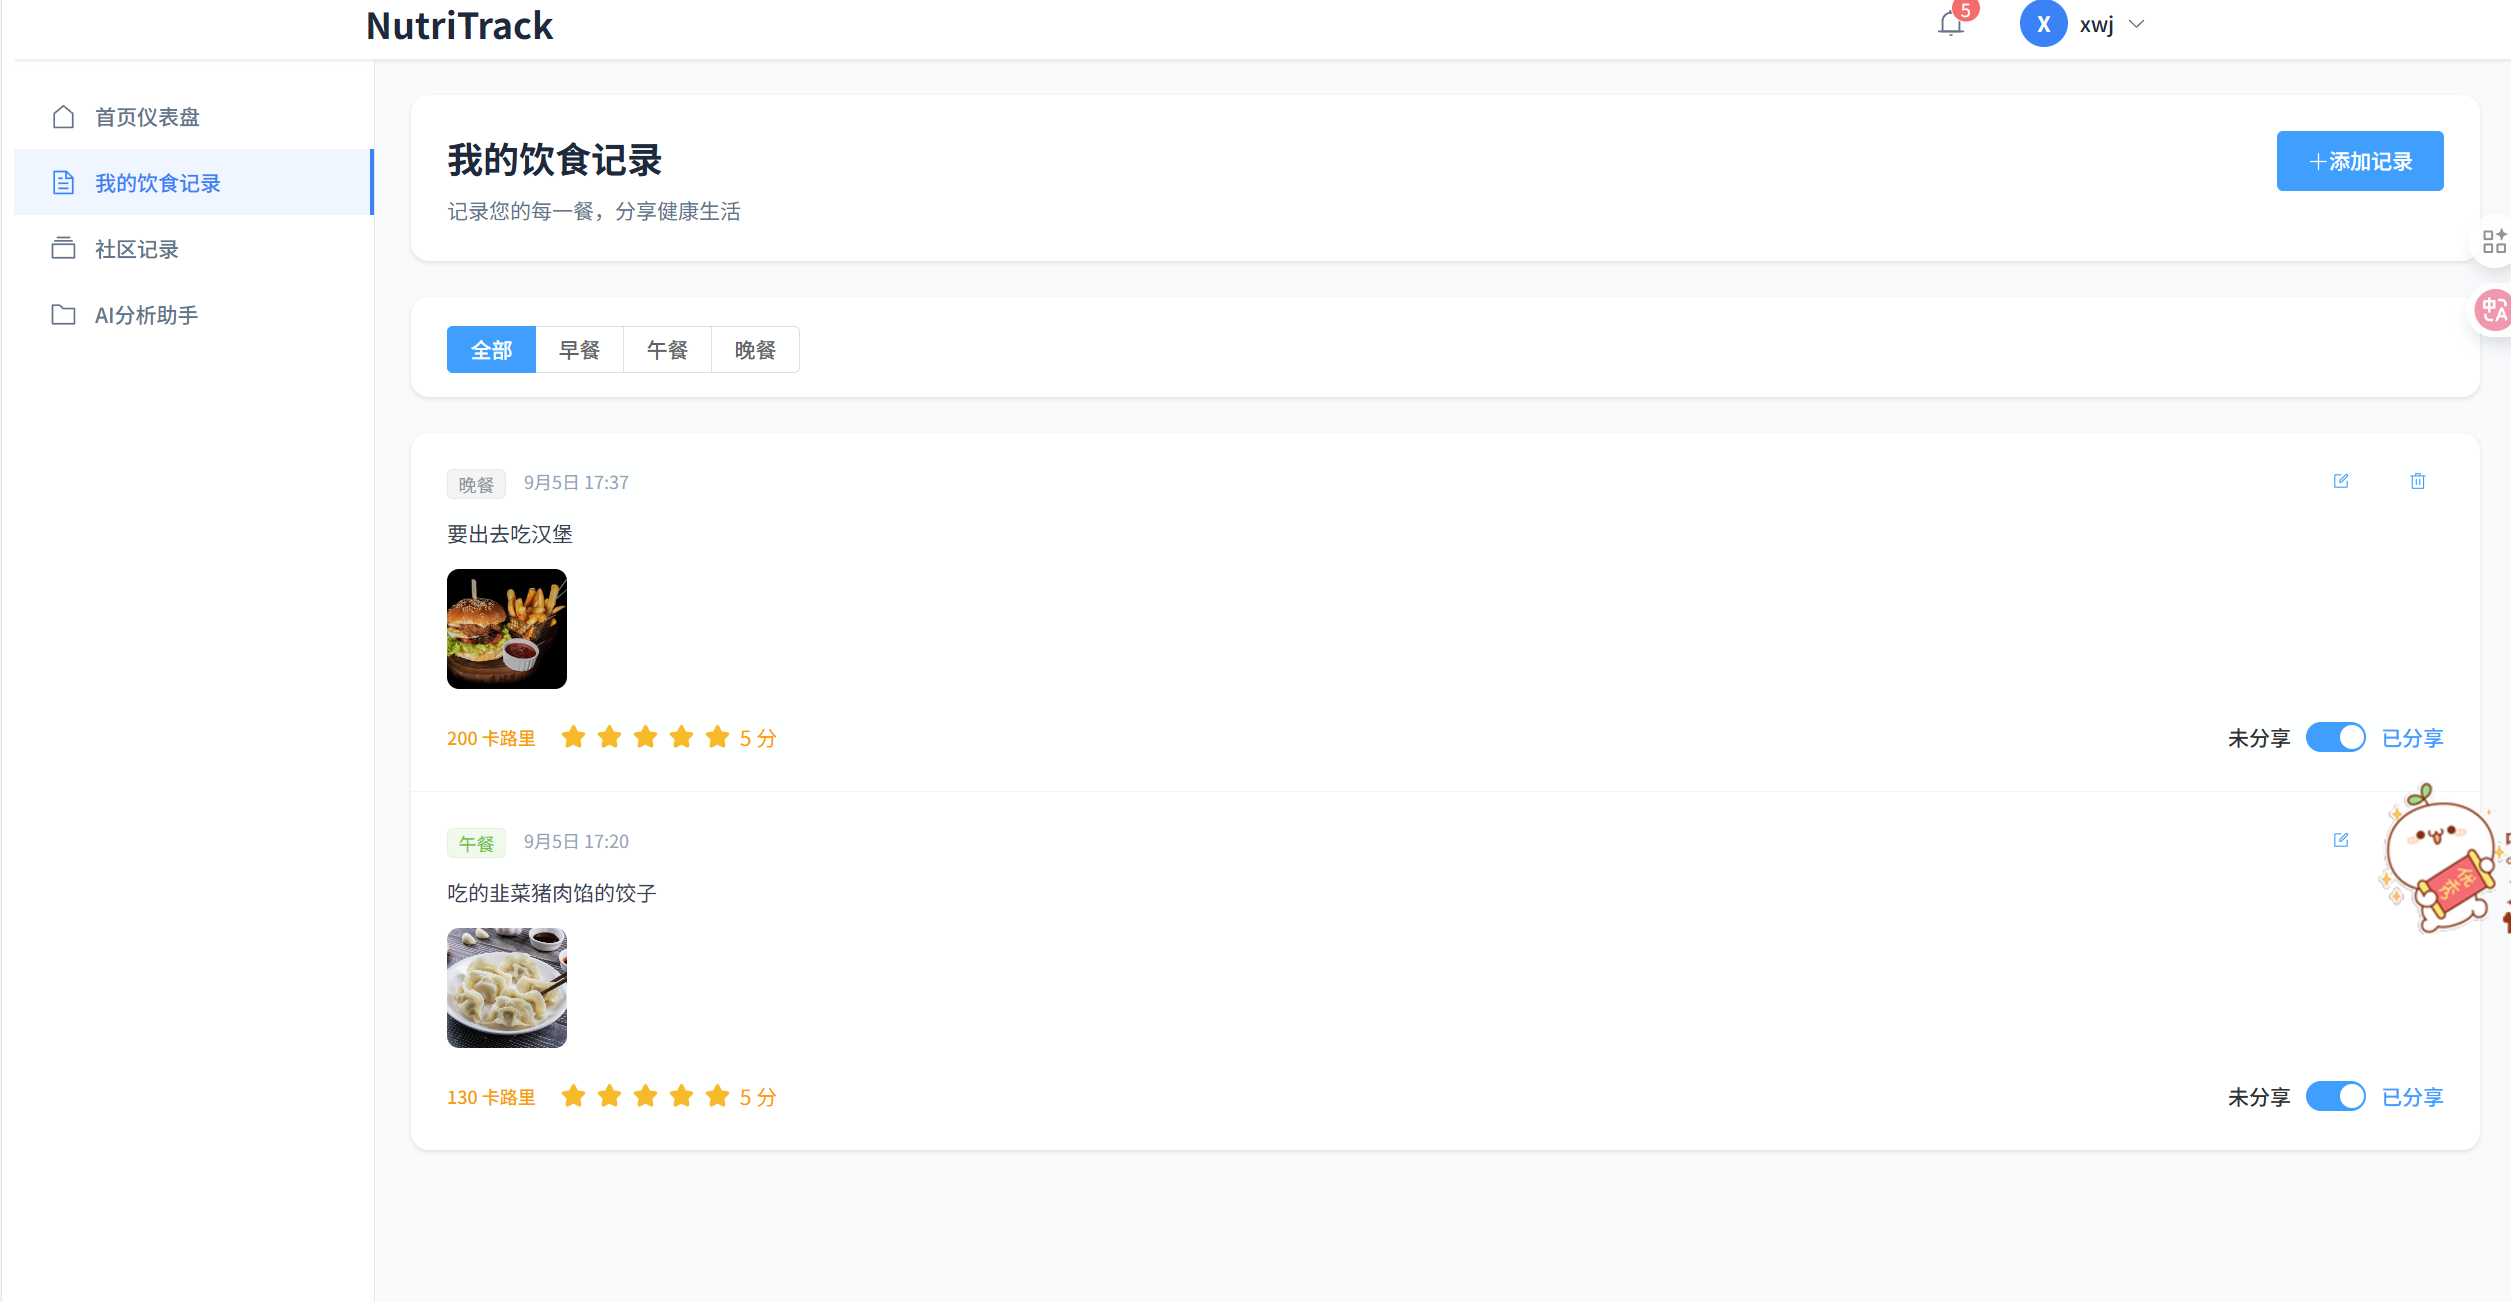 NutriTrack
5
X
xwj
首页仪表盘
我的饮食记录
社区记录
AI分析助手
我的饮食记录
记录您的每一餐，分享健康生活
添加记录
全部
早餐
午餐
晚餐
晚餐
9月5日 17:37
要出去吃汉堡
200 卡路里
5 分
未分享
已分享
午餐
9月5日 17:20
吃的韭菜猪肉馅的饺子
130 卡路里
5 分
未分享
已分享
优秀
中A